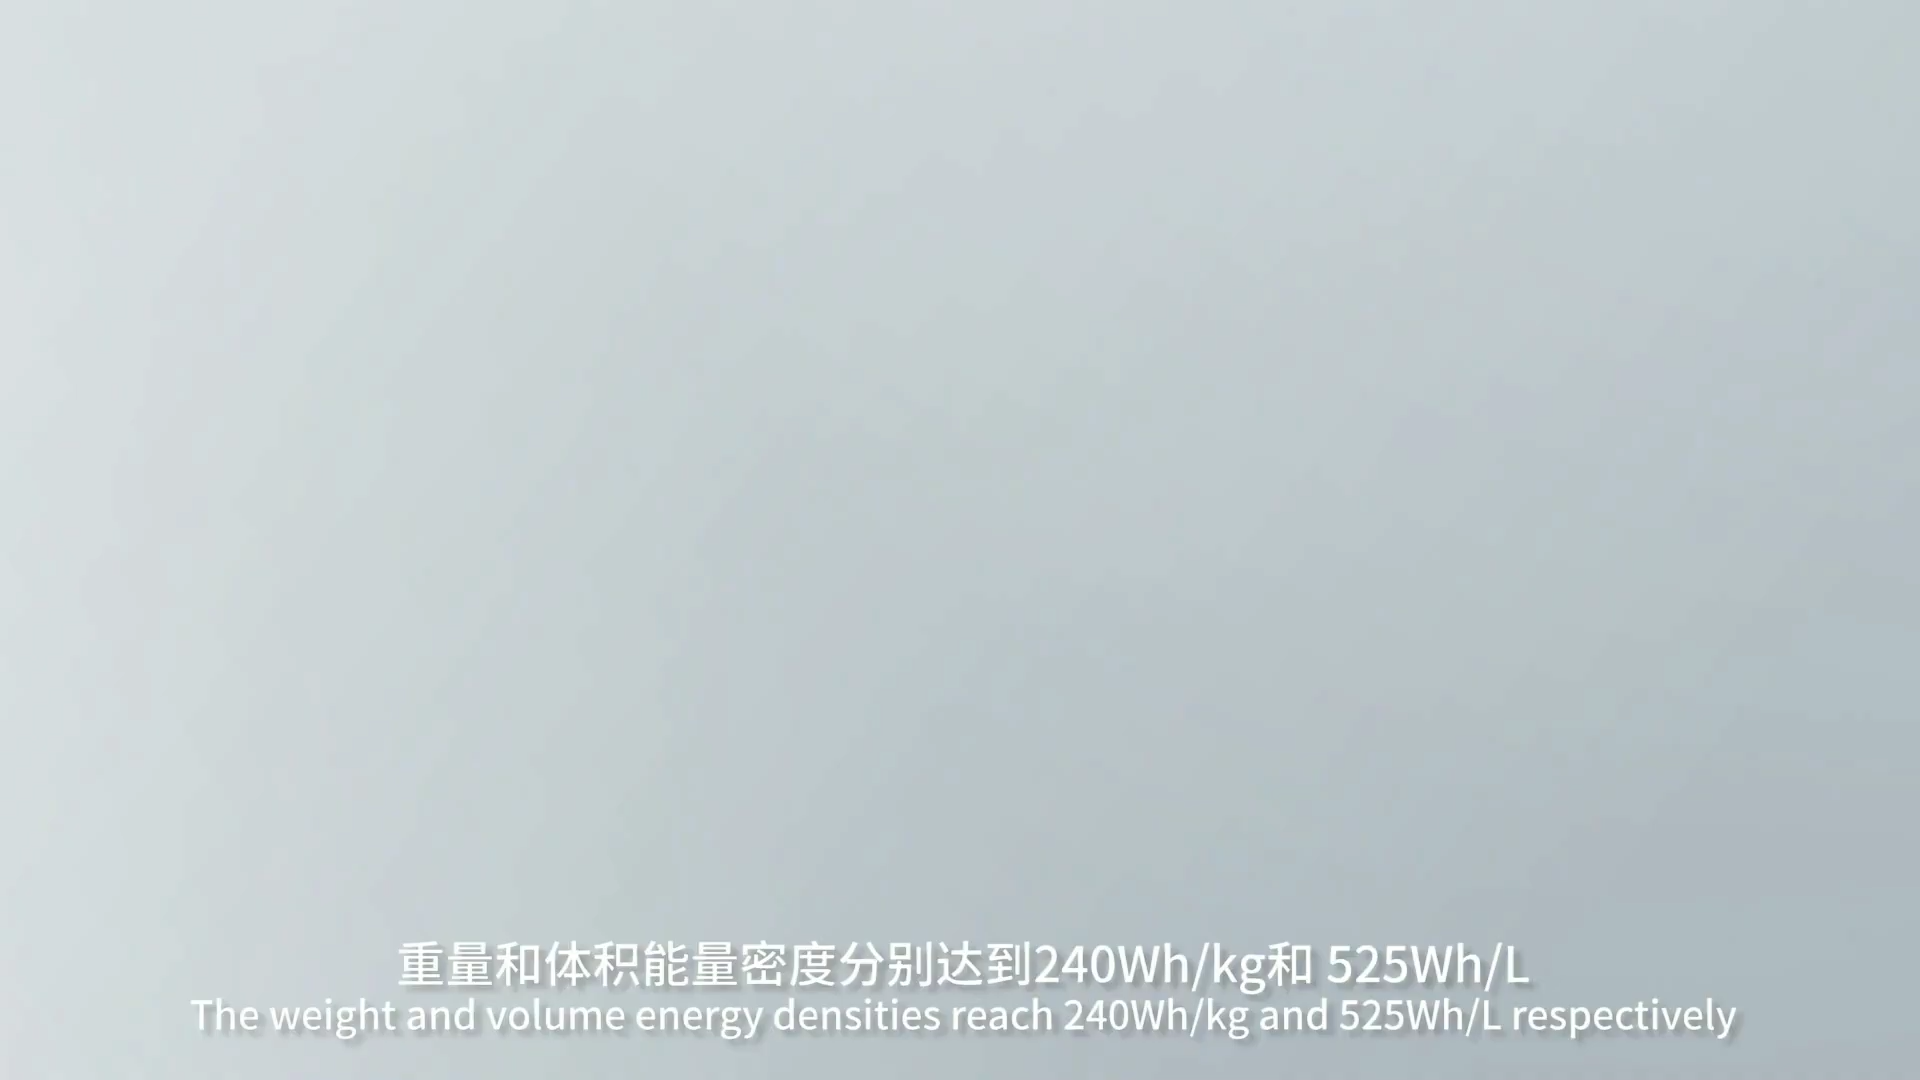 重量和体积能量密度分别达到240Wh/kg和 525Wh/L
The weight and volume energy densities reach 240Wh/kg and 525Wh/L respectively